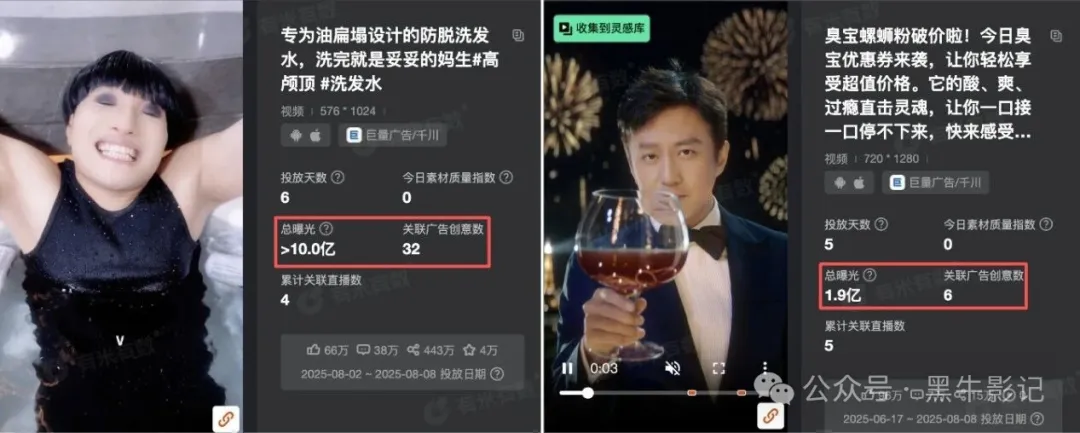 专为油扁塌设计的防脱洗发
水，洗完就是妥妥的妈生#高
颅顶 #洗发水
视频 | 576 * 1024
巨量广告/千川
投放天数 今日素材质量指数
6 0
总曝光 关联广告创意数
>10.0亿 32
累计关联直播数
4
66万 38万 443万 4万
2025-08-02 ~ 2025-08-08 投放日期
V
收集到灵感库
0:03
臭宝螺蛳粉破价啦！今日臭
宝优惠券来袭，让你轻松享
受超值价格。它的酸、爽、
过瘾直击灵魂，让你一口接
一口停不下来，快来感受...
视频 | 720 * 1280
巨量广告/千川
投放天数 今日素材质量指数
5 0
总曝光 关联广告创意数
1.9亿 6
累计关联直播数
5
公众号 · 黑牛影记
2025-06-17 ~ 2025-08-08 投放日期
有米有数